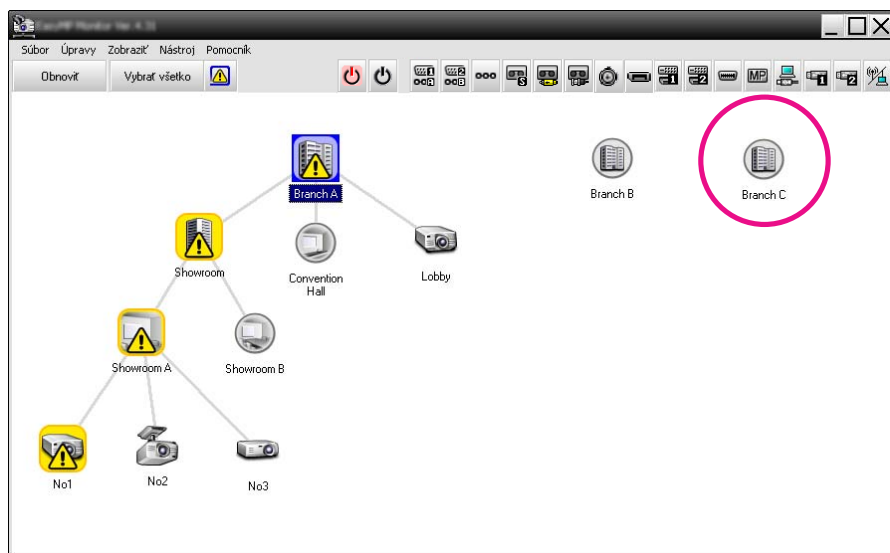 Súbor Úpravy Zobraziť Nástroj Pomocník
Obnoviť Vybrať všetko
MP
Branch A
Branch B
Branch C
Showroom
Convention
Hall
Lobby
Showroom A
Showroom B
No1
No2
No3